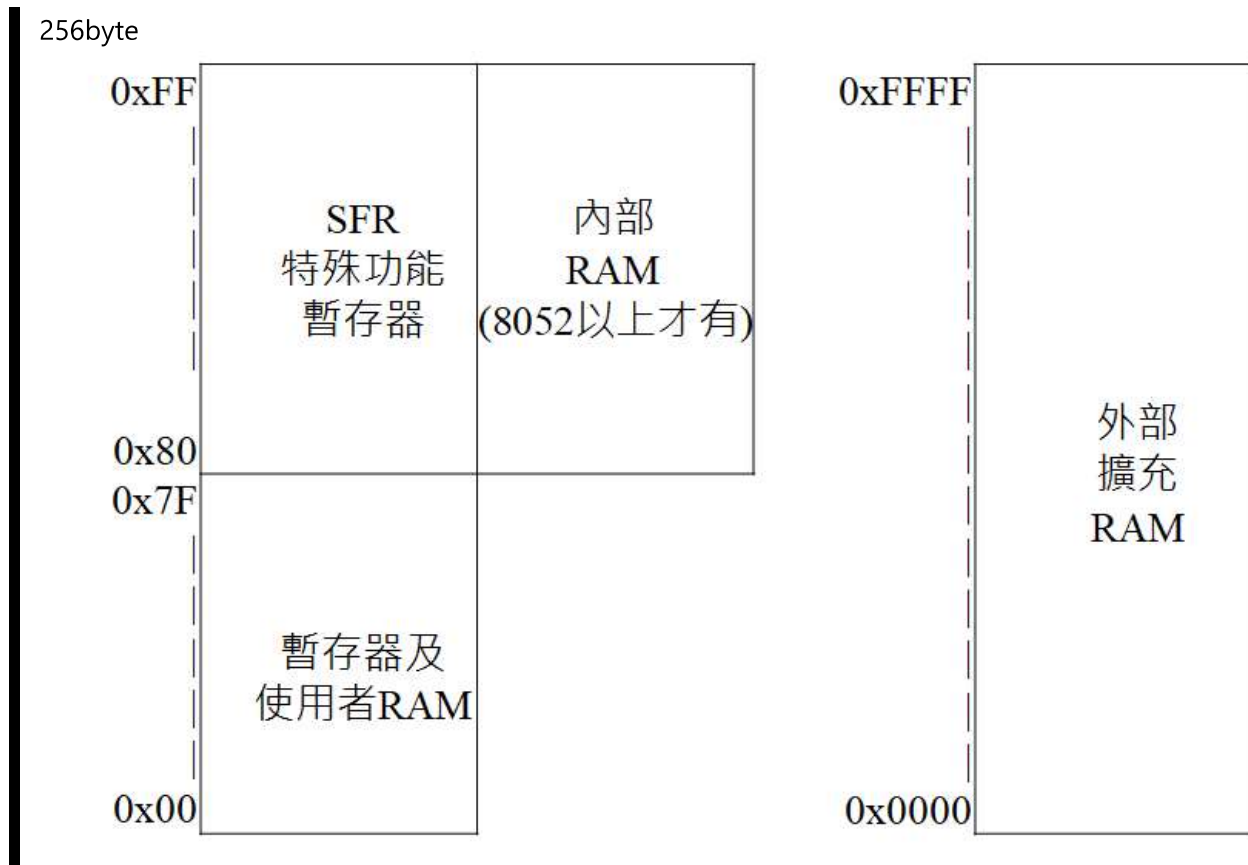 256byte
0xFF
SFR
特殊功能
暫存器
內部
RAM
(8052以上才有)
0x80
0x7F
暫存器及
使用者RAM
0x00
0xFFFF
外部
擴充
RAM
0x0000